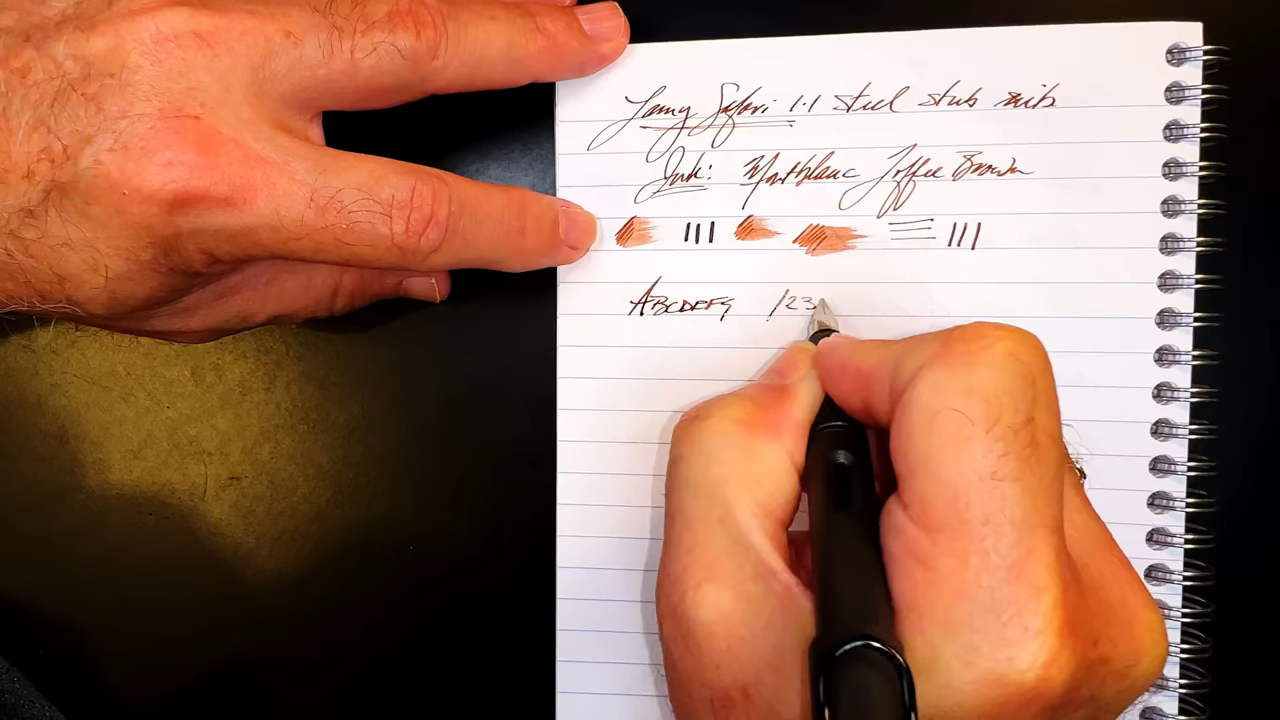 Lamy Safari 1.1 steel stub nib
Ink: Montblanc Toffee Brown
ABCDEFG 123